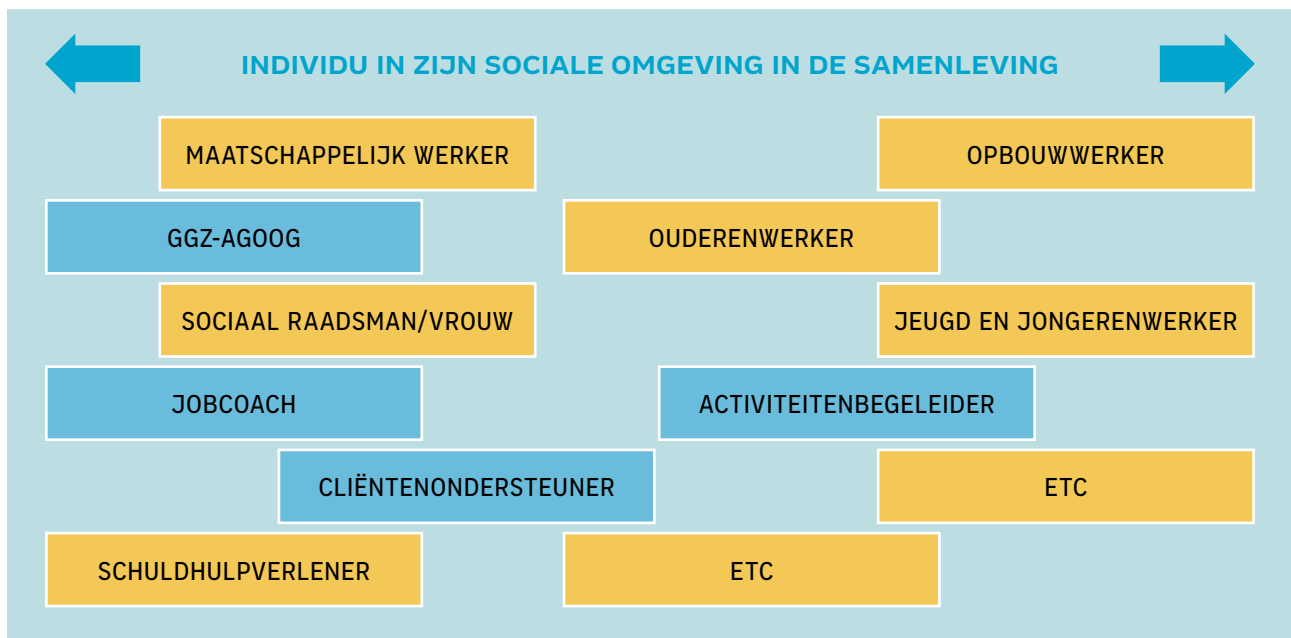 INDIVIDU IN ZIJN SOCIALE OMGEVING IN DE SAMENLEVING
MAATSCHAPPELIJK WERKER
OPBOUWWERKER
GGZ-AGOOG
OUDERENWERKER
SOCIAAL RAADSMAN/VROUW
JEUGD EN JONGERENWERKER
JOBCOACH
ACTIVITEITENBEGELEIDER
CLIËNTENONDERSTEUNER
ETC
SCHULDHULPVERLENER
ETC